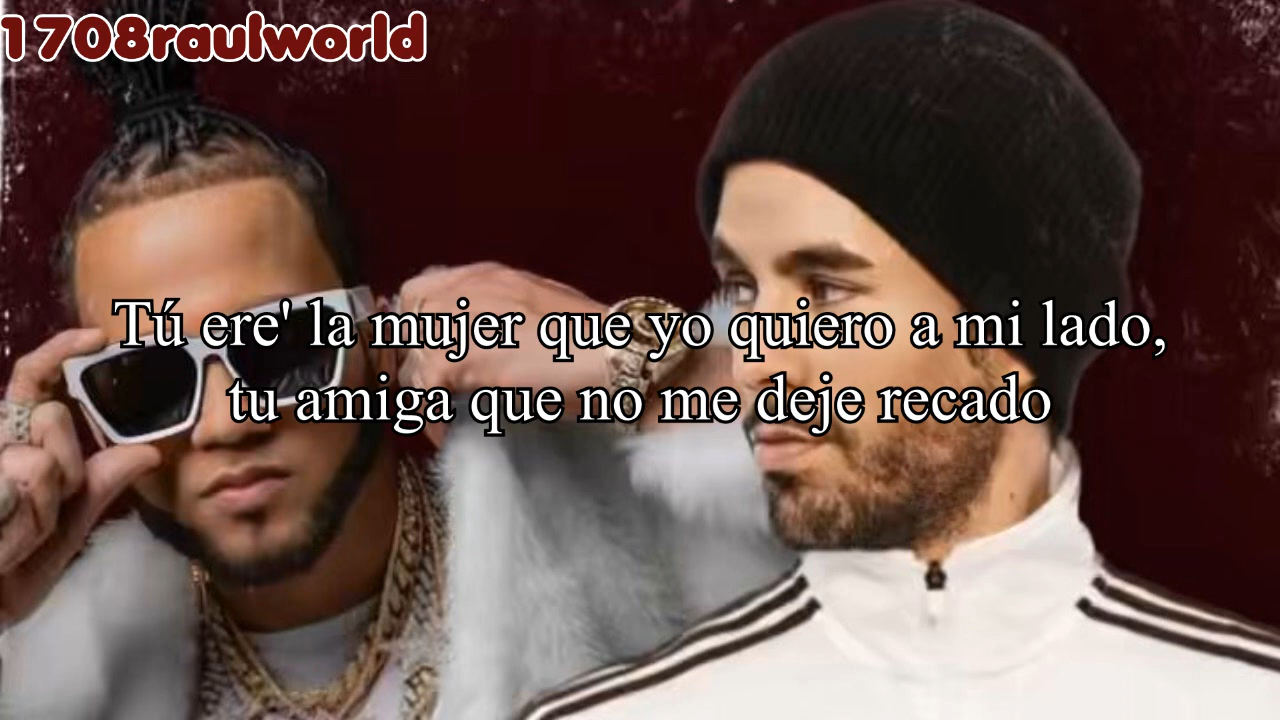 1708raulworld
Tú ere' la mujer que yo quiero a mi lado,
tu amiga que no me deje recado